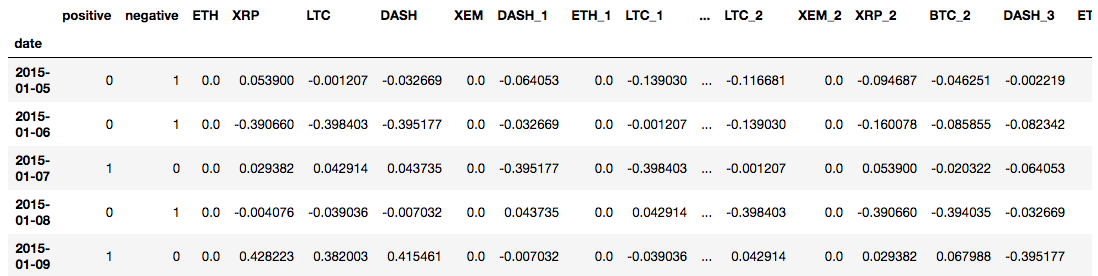 positive negative ETH XRP LTC DASH XEM DASH_1 ETH_1 LTC_1 ... LTC_2 XEM_2 XRP_2 BTC_2 DASH_3 ET
date
2015-01-05 0 1 0.0 0.053900 -0.001207 -0.032669 0.0 -0.064053 0.0 -0.139030 ... -0.116681 0.0 -0.094687 -0.046251 -0.002219
2015-01-06 0 1 0.0 -0.390660 -0.398403 -0.395177 0.0 -0.032669 0.0 -0.001207 ... -0.139030 0.0 -0.160078 -0.085855 -0.082342
2015-01-07 1 0 0.0 0.029382 0.042914 0.043735 0.0 -0.395177 0.0 -0.398403 ... -0.001207 0.0 0.053900 -0.020322 -0.064053
2015-01-08 0 1 0.0 -0.004076 -0.039036 -0.007032 0.0 0.043735 0.0 0.042914 ... -0.398403 0.0 -0.390660 -0.394035 -0.032669
2015-01-09 1 0 0.0 0.428223 0.382003 0.415461 0.0 -0.007032 0.0 -0.039036 ... 0.042914 0.0 0.029382 0.067988 -0.395177